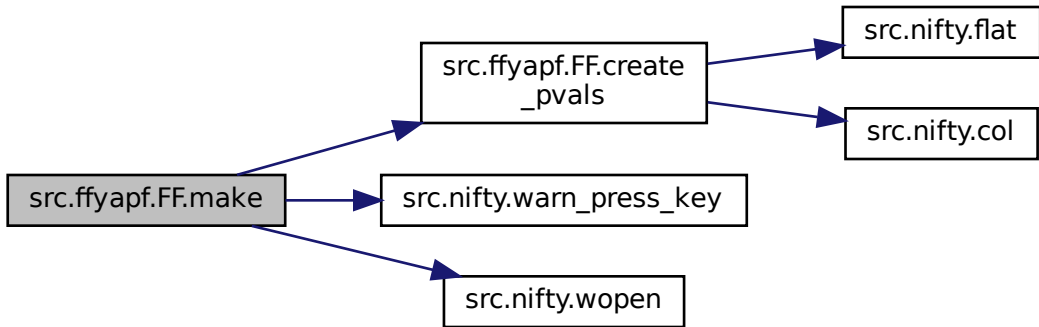 src.ffyapf.FF.make
src.ffyapf.FF.create
_pvals
src.nifty.flat
src.nifty.col
src.nifty.warn_press_key
src.nifty.wopen